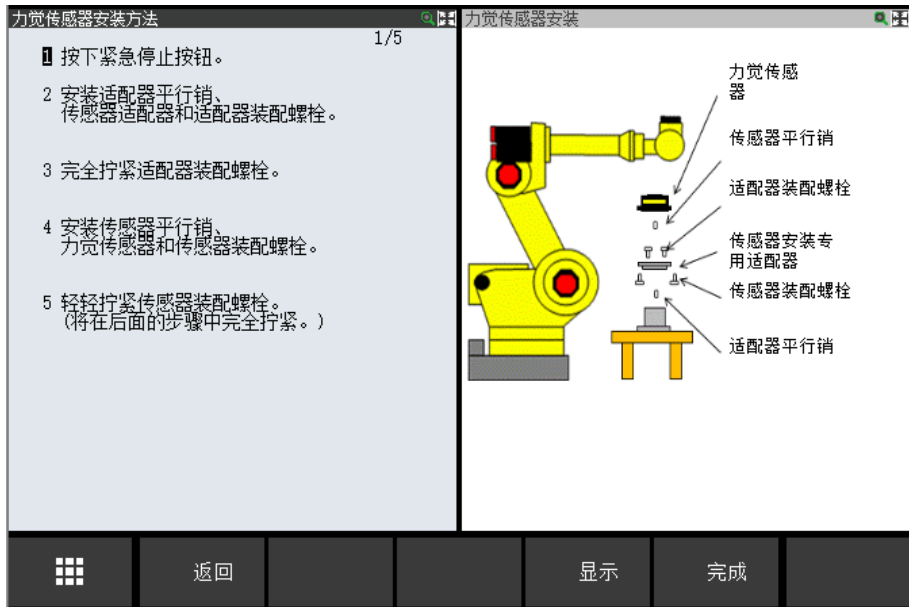 力觉传感器安装方法
1/5
1 按下紧急停止按钮。
2 安装适配器平行销、
传感器适配器和适配器装配螺栓。
3 完全拧紧适配器装配螺栓。
4 安装传感器平行销、
力觉传感器和传感器装配螺栓。
5 轻轻拧紧传感器装配螺栓。
(将在后面的步骤中完全拧紧。)
力觉传感器安装
力觉传感
器
传感器平行销
适配器装配螺栓
传感器安装专
用适配器
传感器装配螺栓
适配器平行销
返回
显示
完成